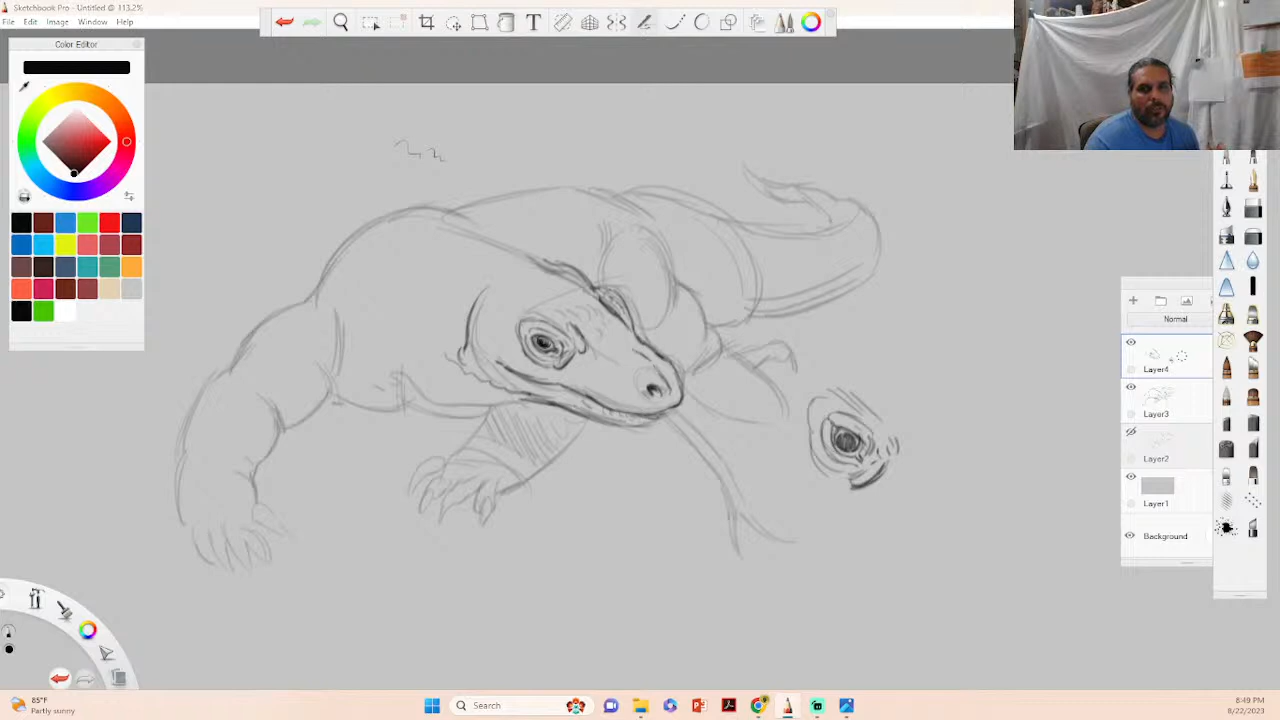 Sketchbook Pro - Untitled @ 113.2%
File Edit Image Window
Color Editor
T
Normal
Layer4
Layer3
Layer2
Layer1
Background
85°F
Partly sunny
Search
8:49 PM
8/22/2023